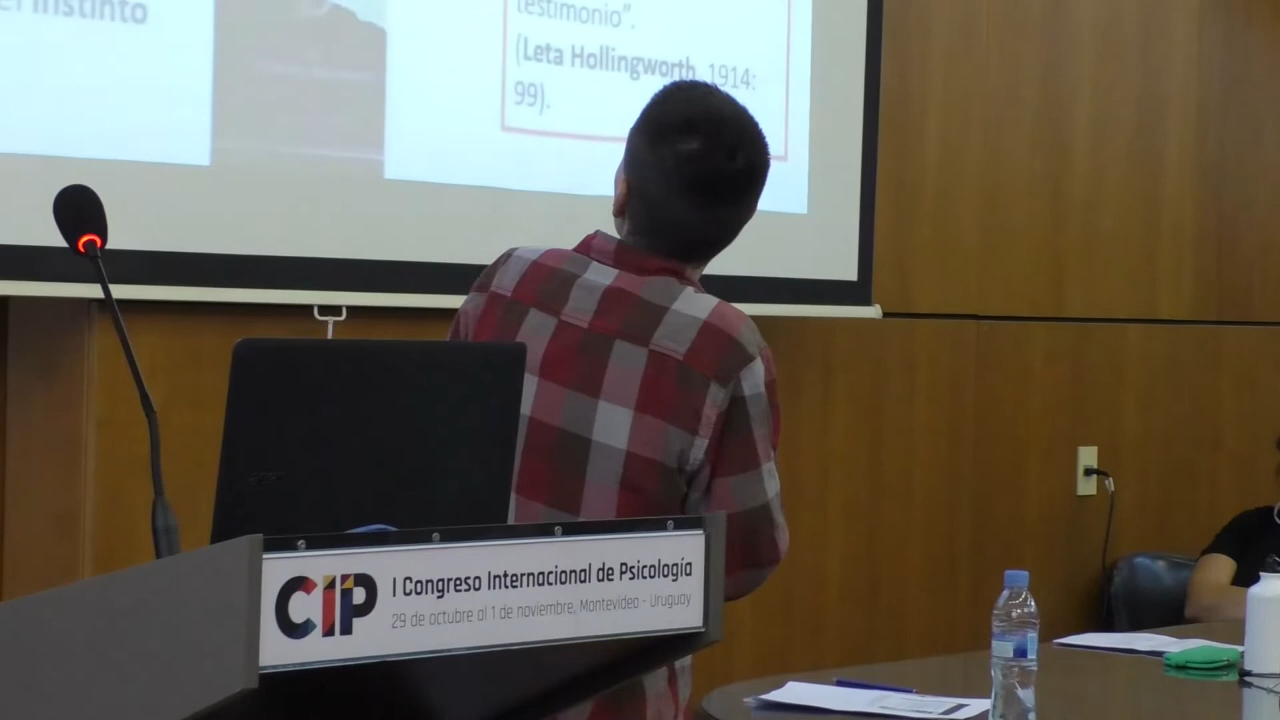 el instinto
testimonio”.
(Leta Hollingworth, 1914:
99).
CIP
I Congreso Internacional de Psicología
29 de octubre al 1 de noviembre, Montevideo - Uruguay